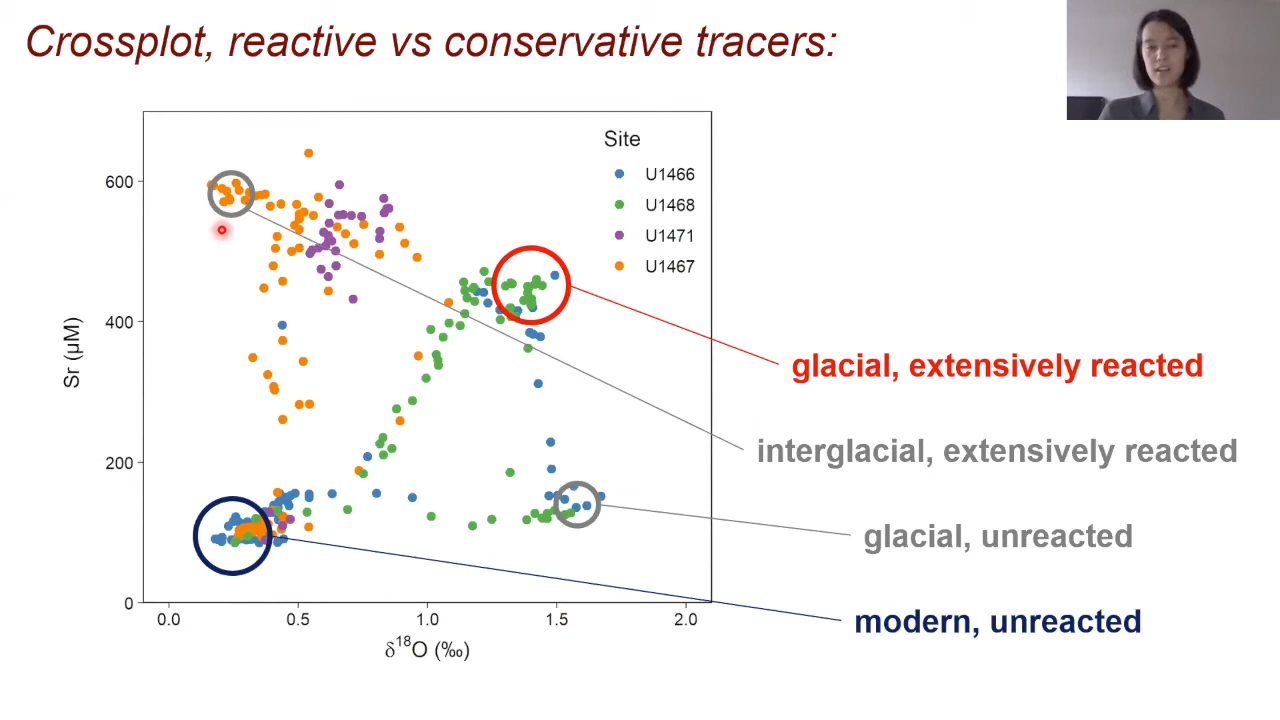 Crossplot, reactive vs conservative tracers:
Site
U1466
U1468
U1471
U1467
600
400
200
0
Sr (μM)
0.0 0.5 1.0 1.5 2.0
δ18O (‰)
glacial, extensively reacted
interglacial, extensively reacted
glacial, unreacted
modern, unreacted